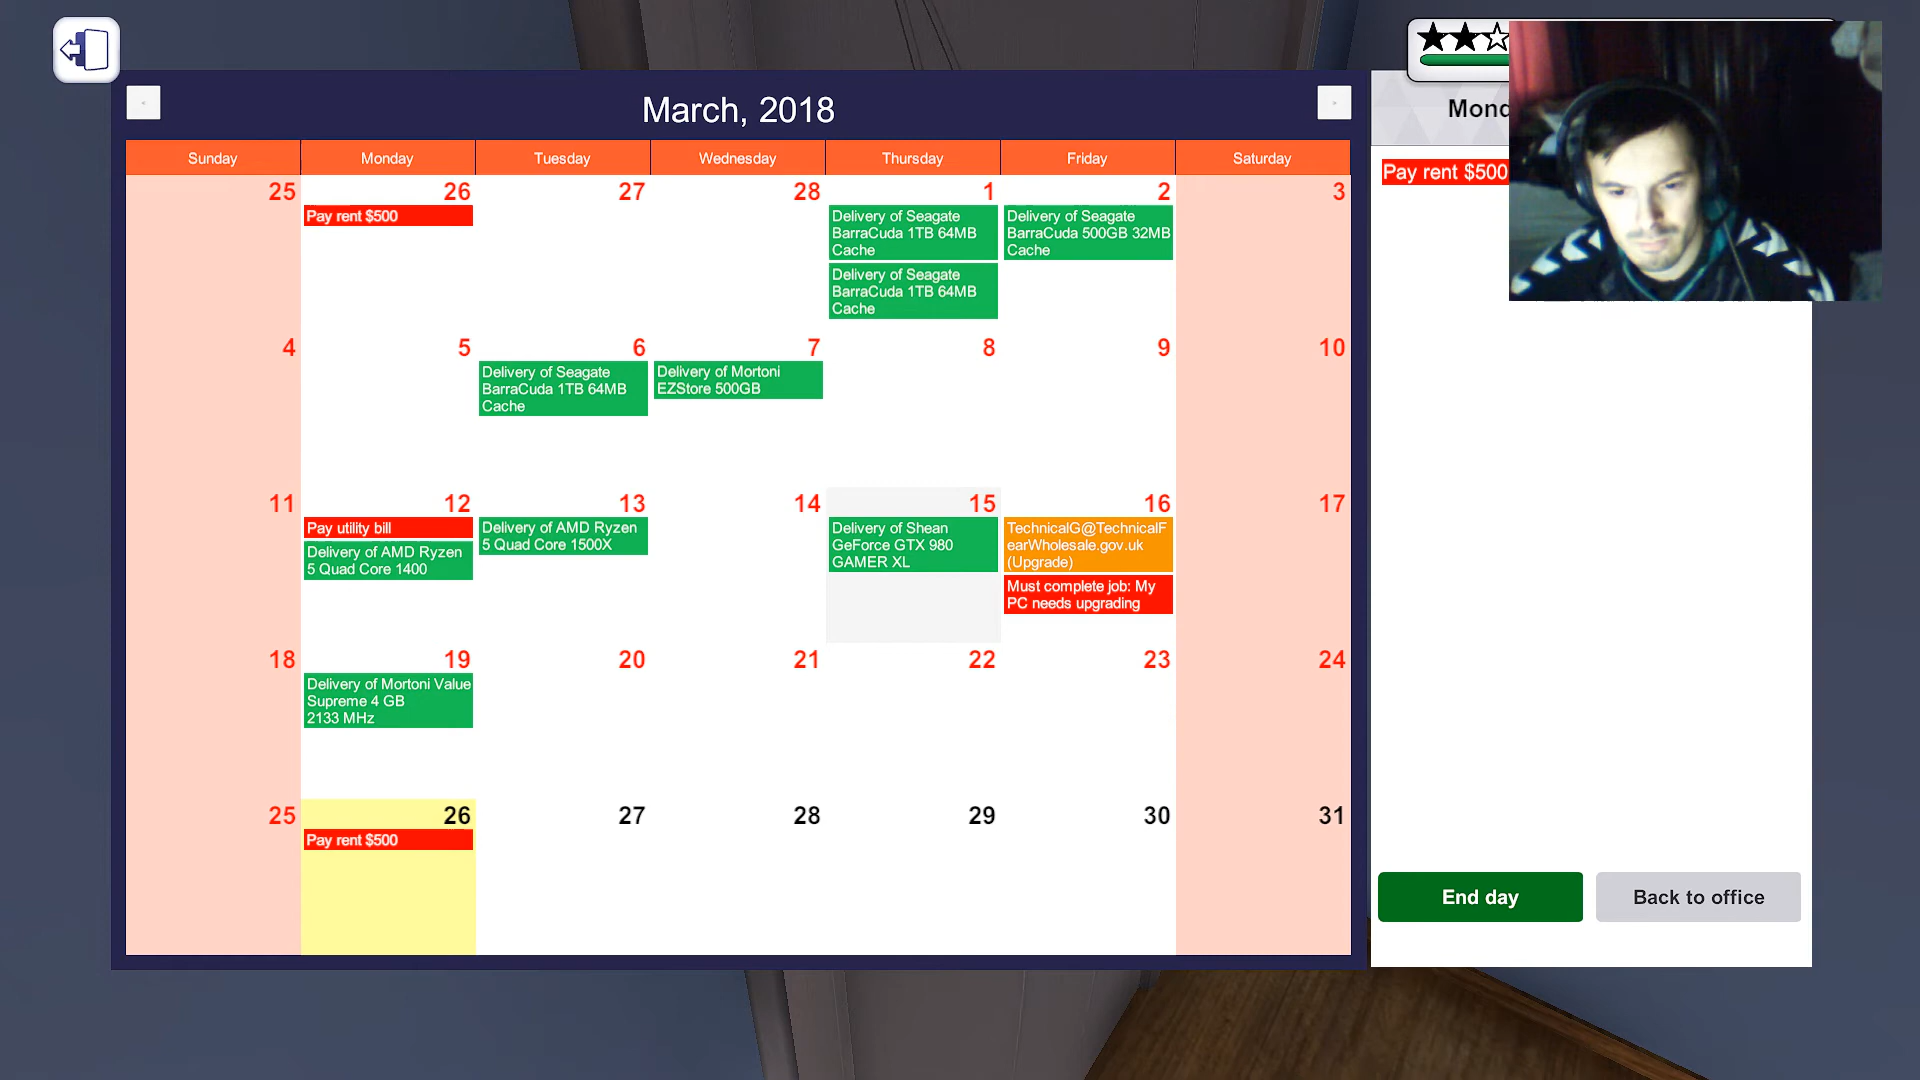 March, 2018
Mond
Sunday
Monday
Tuesday
Wednesday
Thursday
Friday
Saturday
25
26
Pay rent $500
27
28
1
Delivery of Seagate
BarraCuda 1TB 64MB
Cache
Delivery of Seagate
BarraCuda 1TB 64MB
Cache
2
Delivery of Seagate
BarraCuda 500GB 32MB
Cache
3
4
5
6
Delivery of Seagate
BarraCuda 1TB 64MB
Cache
7
Delivery of Mortoni
EZStore 500GB
8
9
10
11
12
Pay utility bill
Delivery of AMD Ryzen
5 Quad Core 1400
13
Delivery of AMD Ryzen
5 Quad Core 1500X
14
15
Delivery of Shean
GeForce GTX 980
GAMER XL
16
TechnicalG@TechnicalF
earWholesale.gov.uk
(Upgrade)
Must complete job: My
PC needs upgrading
17
18
19
Delivery of Mortoni Value
Supreme 4 GB
2133 MHz
20
21
22
23
24
25
26
Pay rent $500
27
28
29
30
31
Pay rent $500
End day
Back to office